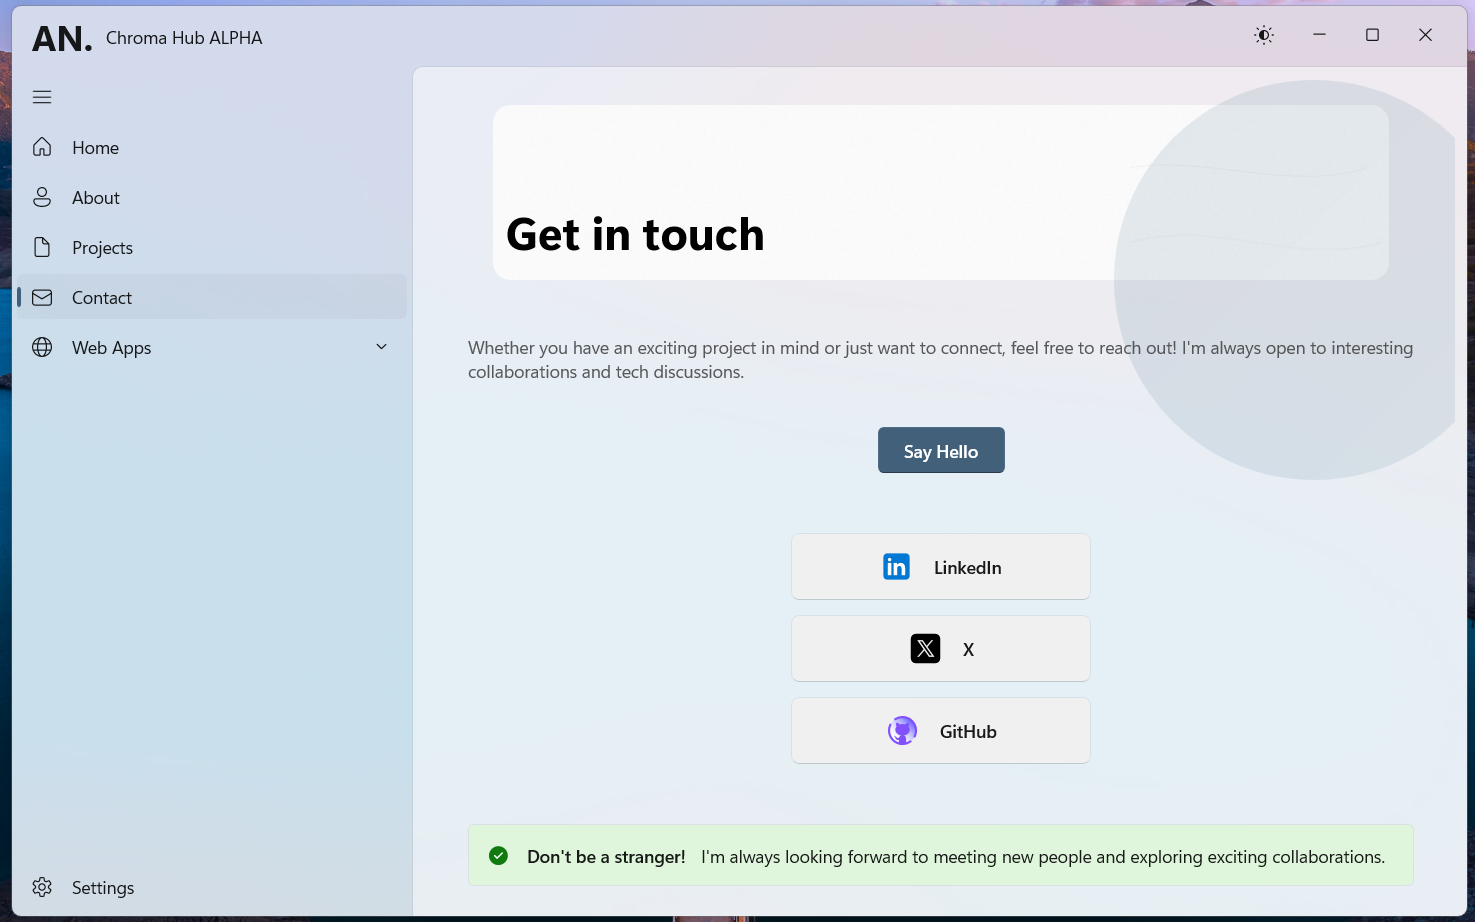 AN. Chroma Hub ALPHA
Home
About
Projects
Contact
Web Apps
Settings
Get in touch
Whether you have an exciting project in mind or just want to connect, feel free to reach out! I'm always open to interesting
collaborations and tech discussions.
Say Hello
LinkedIn
X
GitHub
Don't be a stranger! I'm always looking forward to meeting new people and exploring exciting collaborations.